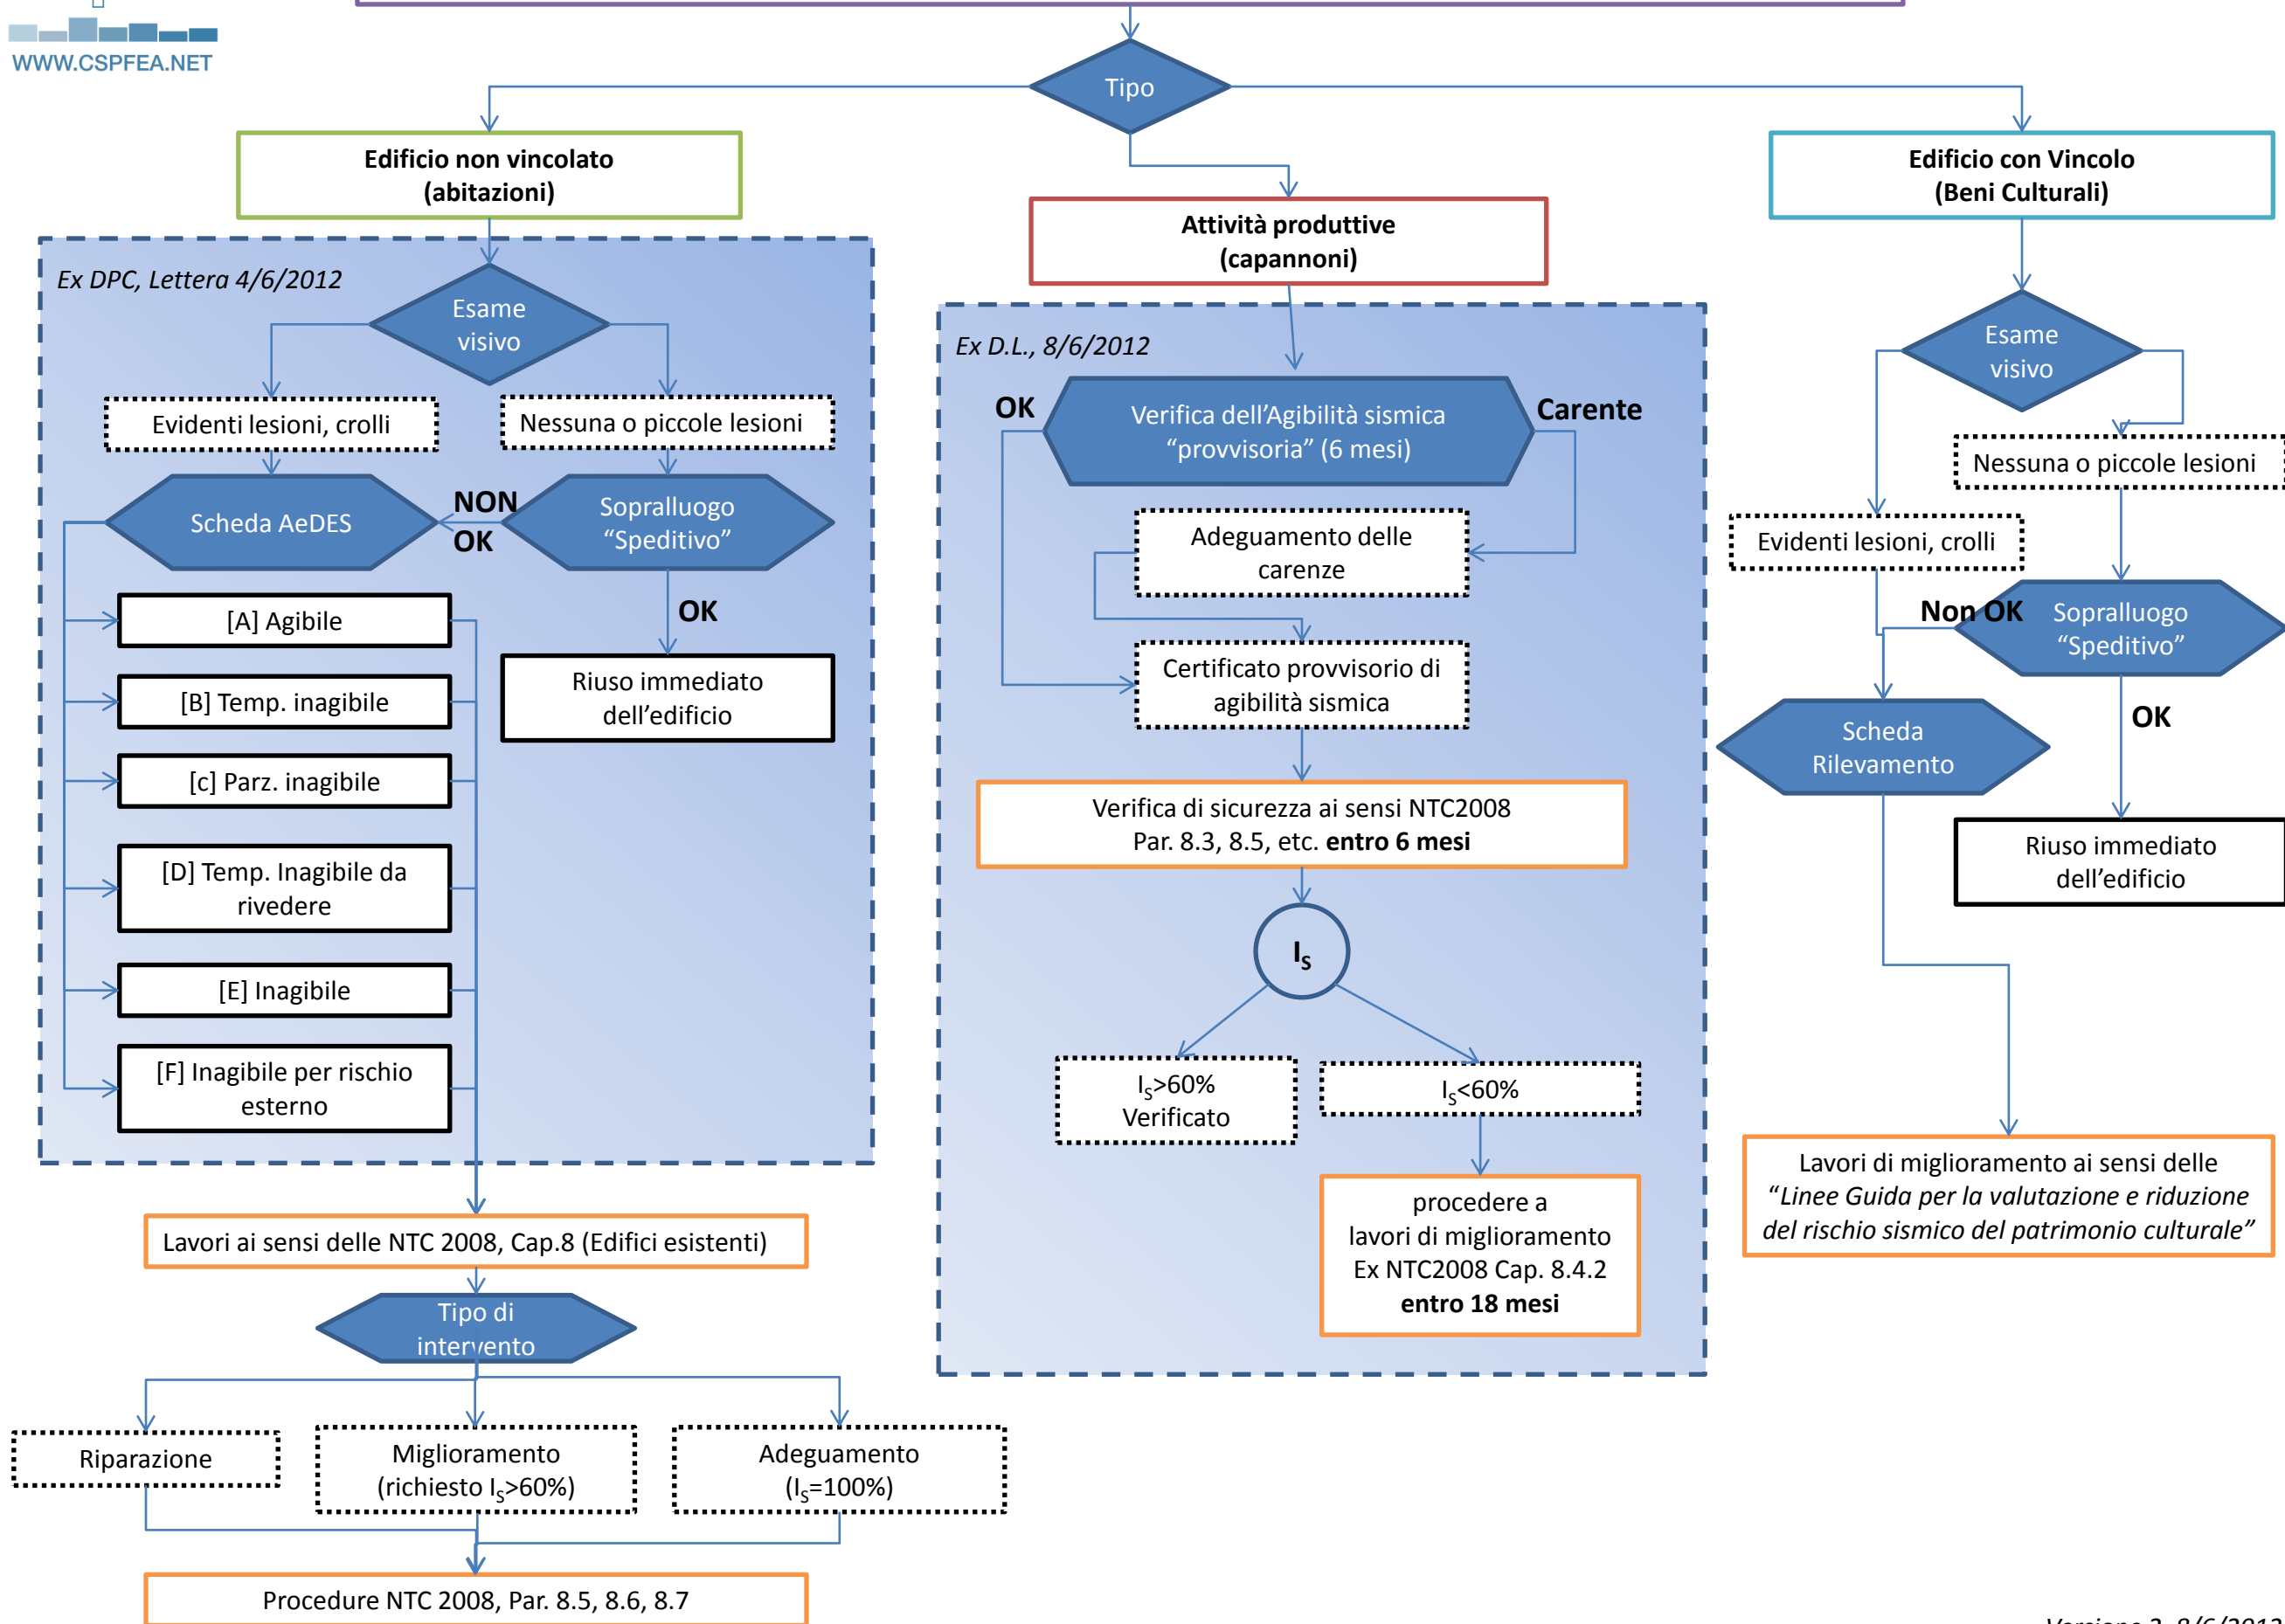 WWW.CSPFEA.NET
Tipo
Edificio non vincolato
(abitazioni)
Ex DPC, Lettera 4/6/2012
Esame
visivo
Evidenti lesioni, crolli
Nessuna o piccole lesioni
Scheda AeDES
NON
OK
Sopralluogo
“Speditivo”
OK
[A] Agibile
[B] Temp. inagibile
[c] Parz. inagibile
[D] Temp. Inagibile da
rivedere
[E] Inagibile
[F] Inagibile per rischio
esterno
Riuso immediato
dell’edificio
Lavori ai sensi delle NTC 2008, Cap.8 (Edifici esistenti)
Tipo di
intervento
Riparazione
Miglioramento
(richiesto IS>60%)
Adeguamento
(IS=100%)
Procedure NTC 2008, Par. 8.5, 8.6, 8.7
Attività produttive
(capannoni)
Ex D.L., 8/6/2012
OK
Verifica dell’Agibilità sismica
“provvisoria” (6 mesi)
Carente
Adeguamento delle
carenze
Certificato provvisorio di
agibilità sismica
Verifica di sicurezza ai sensi NTC2008
Par. 8.3, 8.5, etc. entro 6 mesi
IS
IS>60%
Verificato
IS<60%
procedere a
lavori di miglioramento
Ex NTC2008 Cap. 8.4.2
entro 18 mesi
Edificio con Vincolo
(Beni Culturali)
Esame
visivo
Nessuna o piccole lesioni
Evidenti lesioni, crolli
Non OK
Sopralluogo
“Speditivo”
OK
Scheda
Rilevamento
Riuso immediato
dell’edificio
Lavori di miglioramento ai sensi delle
“Linee Guida per la valutazione e riduzione
del rischio sismico del patrimonio culturale”